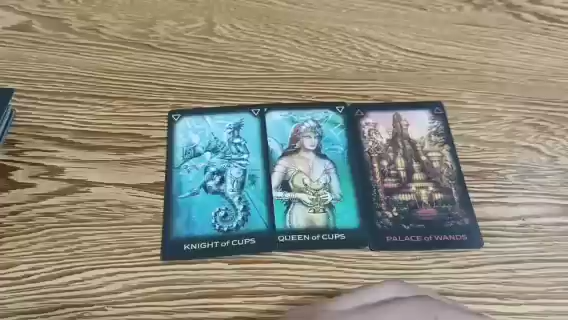 KNIGHT of CUPS
QUEEN of CUPS
PALACE of WANDS